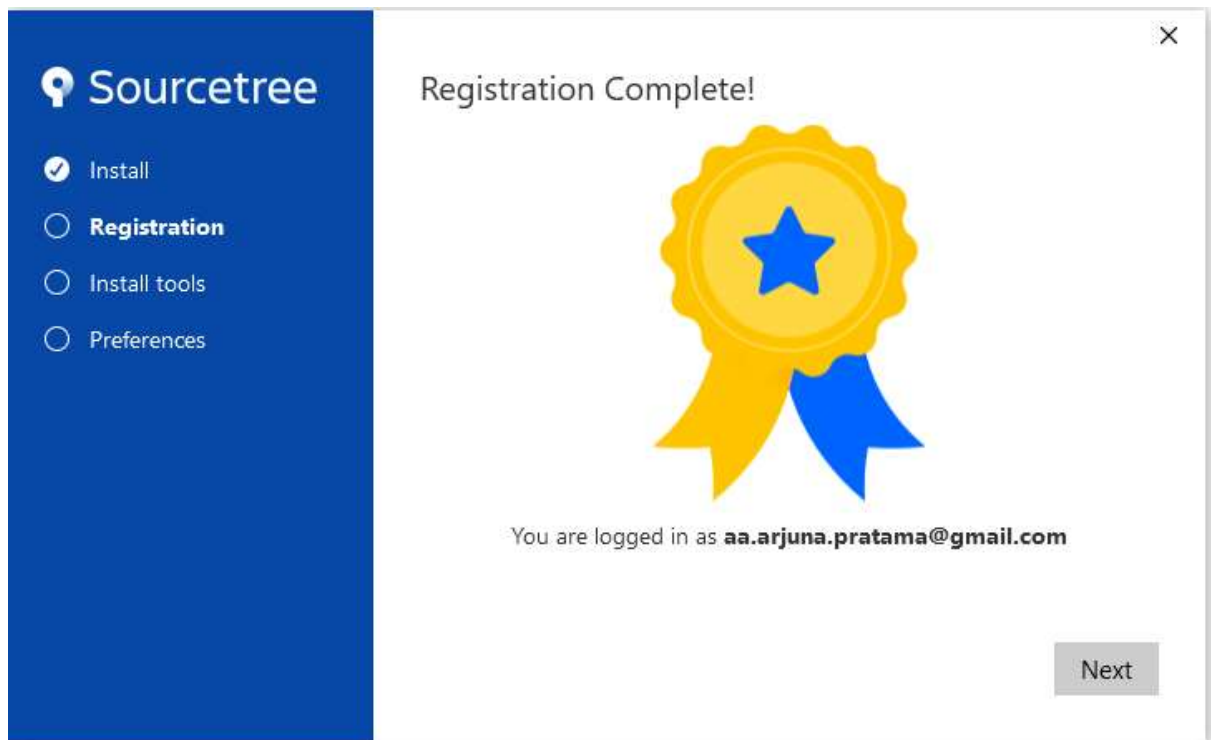 Sourcetree
Install
Registration
Install tools
Preferences
Registration Complete!
You are logged in as aa.arjuna.pratama@gmail.com
Next